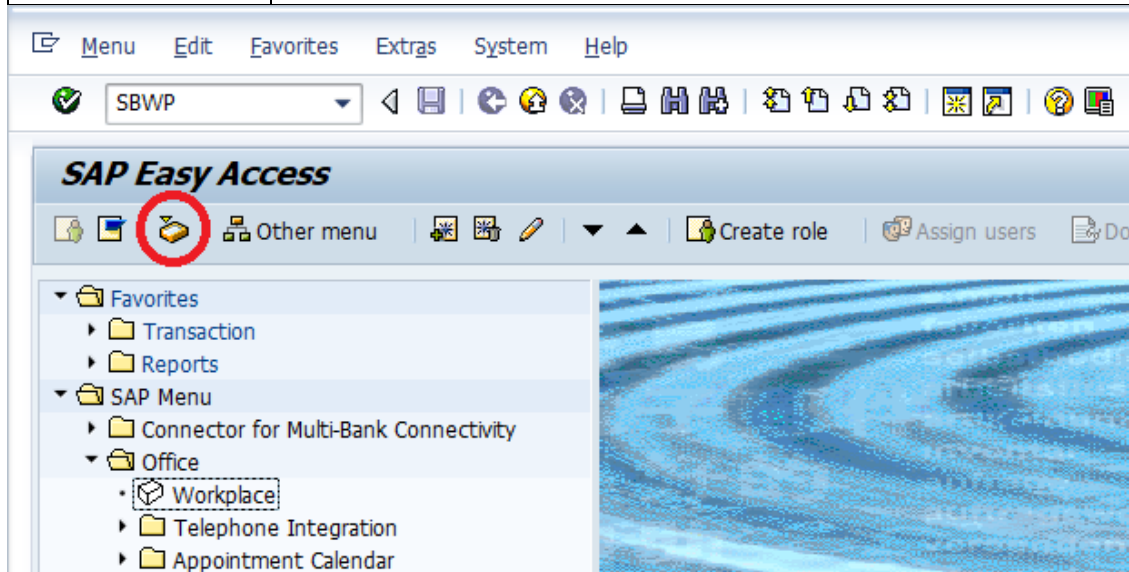 Menu Edit Favorites Extras System Help
SBWP
SAP Easy Access
Other menu Create role Assign users Do
Favorites
Transaction
Reports
SAP Menu
Connector for Multi-Bank Connectivity
Office
Workplace
Telephone Integration
Appointment Calendar